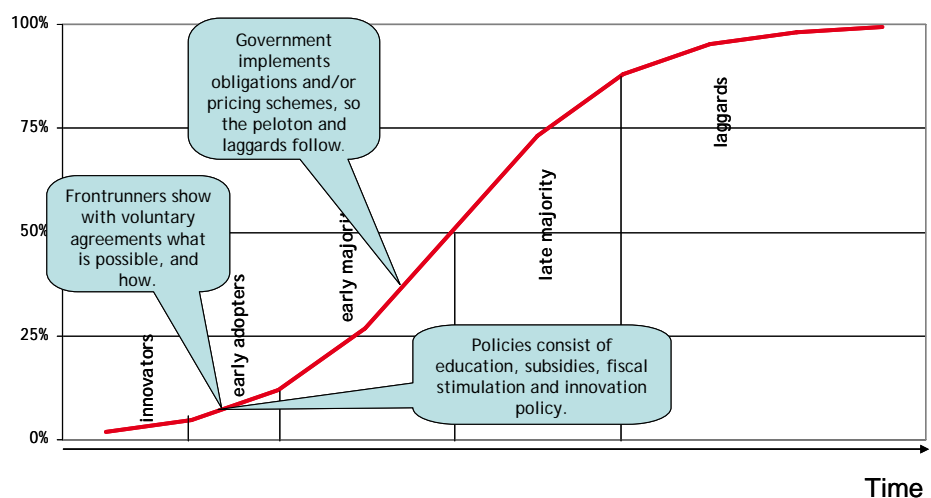 100%
Government
implements
obligations and/or
pricing schemes, so
the peloton and
laggards follow.
75%
laggards
Frontrunners show
with voluntary
agreements what
is possible, and
how.
50%
early majority
late majority
early adopters
25%
innovators
Policies consist of
education, subsidies, fiscal
stimulation and innovation
policy.
0%
Time